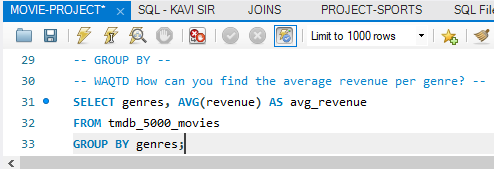 MOVIE-PROJECT* SQL - KAVI SIR JOINS PROJECT-SPORTS SQL File
Limit to 1000 rows
29 -- GROUP BY --
30 -- WAQTD How can you find the average revenue per genre? --
31 SELECT genres, AVG(revenue) AS avg_revenue
32 FROM tmdb_5000_movies
33 GROUP BY genres;